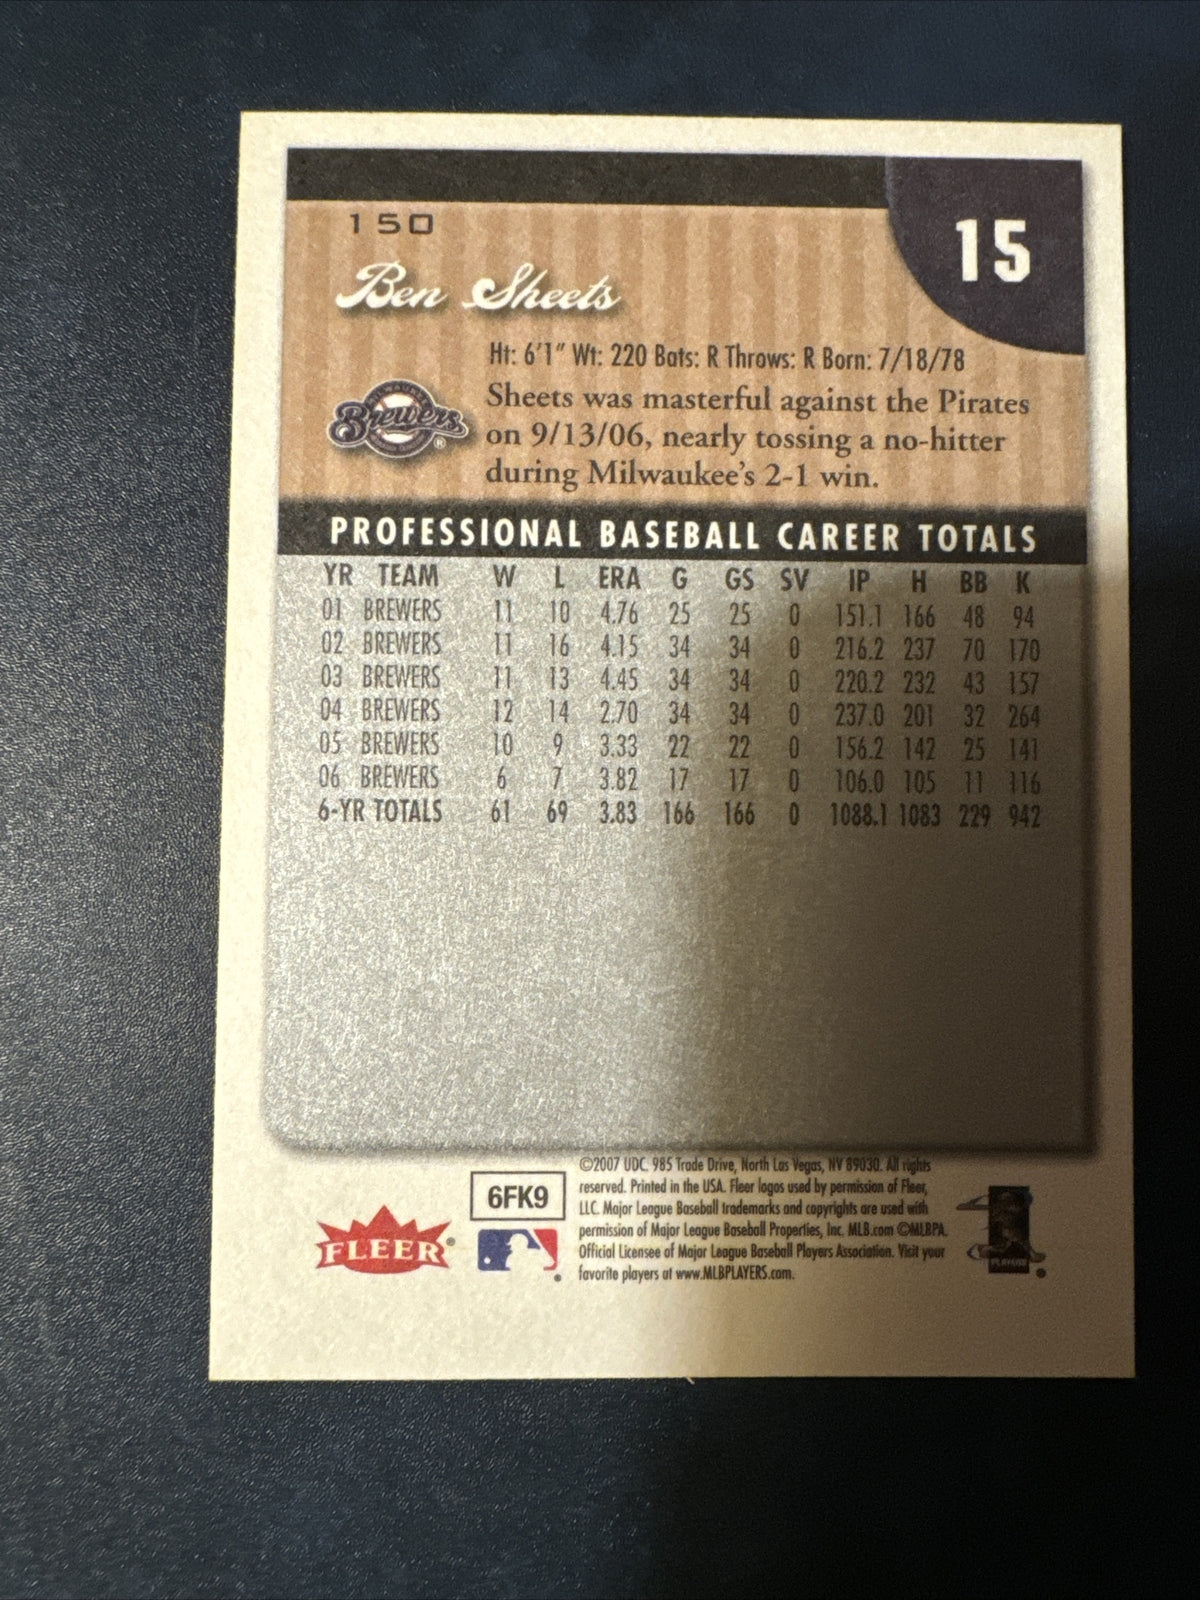 150
15
Ben Sheets
Ht: 6'1" Wt: 220 Bats: R Throws: R Born: 7/18/78
Brewers ®
Sheets was masterful against the Pirates
on 9/13/06, nearly tossing a no-hitter
during Milwaukee's 2-1 win.
PROFESSIONAL BASEBALL CAREER TOTALS
YR TEAM W L ERA G GS SV IP H BB K
01 BREWERS 11 10 4.76 25 25 0 151.1 166 48 94
02 BREWERS 11 16 4.15 34 34 0 216.2 237 70 170
03 BREWERS 11 13 4.45 34 34 0 220.2 232 43 157
04 BREWERS 12 14 2.70 34 34 0 237.0 201 32 264
05 BREWERS 10 9 3.33 22 22 0 156.2 142 25 141
06 BREWERS 6 7 3.82 17 17 0 106.0 105 11 116
6-YR TOTALS 61 69 3.83 166 166 0 1088.1 1083 229 942
©2007 UDC. 985 Trade Drive, North Las Vegas, NV 89030. All rights
reserved. Printed in the USA. Fleer logos used by permission of Fleer,
LLC. Major League Baseball trademarks and copyrights are used with
permission of Major League Baseball Properties, Inc. MLB.com ©MLBPA.
Official Licensee of Major League Baseball Players Association. Visit your
favorite players at www.MLBPLAYERS.com.
6FK9
FLEER®
PLAYERS